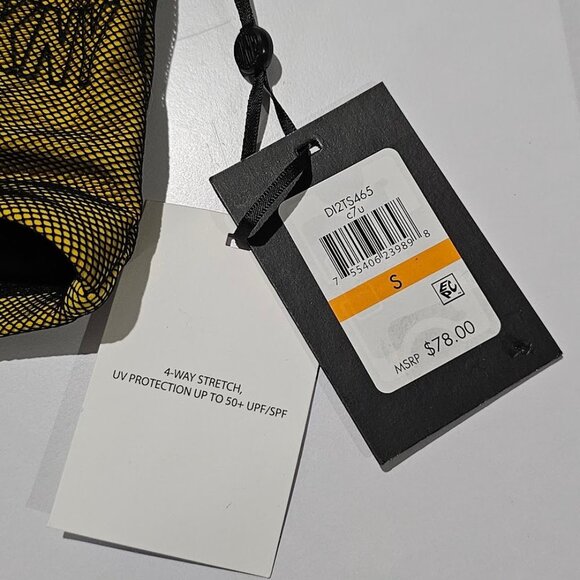 DI2TS465
c7u
7 55406 23989 8
S
MSRP $78.00
4-WAY STRETCH,
UV PROTECTION UP TO 50+ UPF/SPF